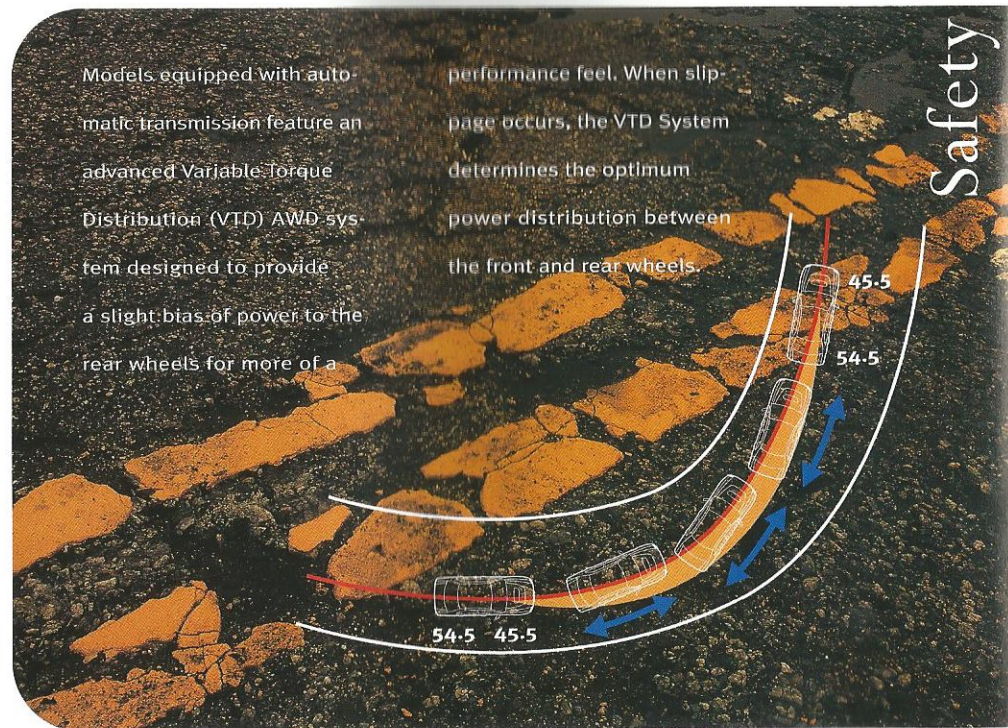 Safety
Models equipped with auto-
matic transmission feature an
advanced Variable Torque
Distribution (VTD) AWD sys-
tem designed to provide
a slight bias of power to the
rear wheels for more of a
performance feel. When slip-
page occurs, the VTD System
determines the optimum
power distribution between
the front and rear wheels.
45.5
54.5
54.5 45.5